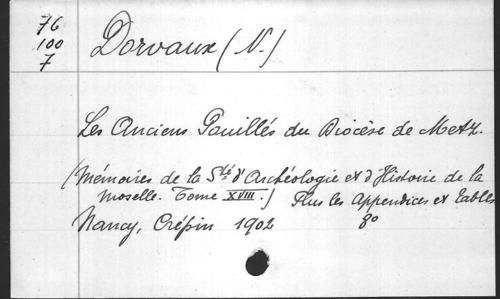 76
100
7
Dorvaux (N.)
Les Anciens Pouillés du Diocèse de Metz.
(Mémoires de la Sté d'Archéologie et d'Histoire de la
Moselle. Tome XVIII.) Plus les Appendices et Tables
Nancy, Crépin 1902 8º